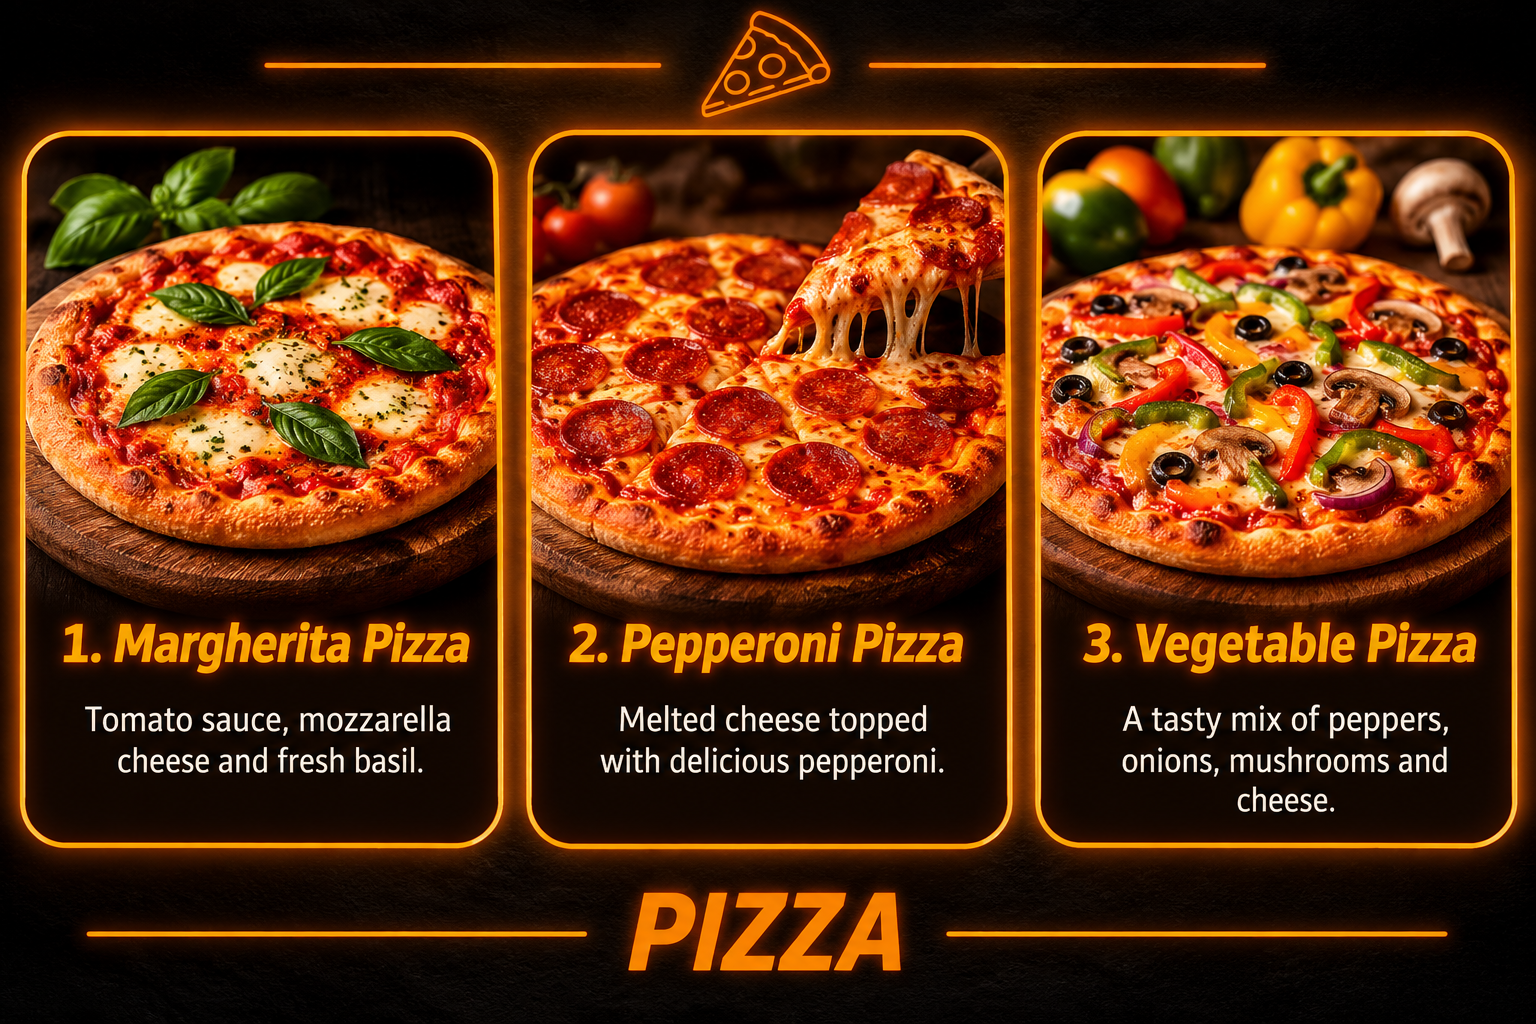 1. Margherita Pizza
Tomato sauce, mozzarella
cheese and fresh basil.
2. Pepperoni Pizza
Melted cheese topped
with delicious pepperoni.
3. Vegetable Pizza
A tasty mix of peppers,
onions, mushrooms and
cheese.
PIZZA